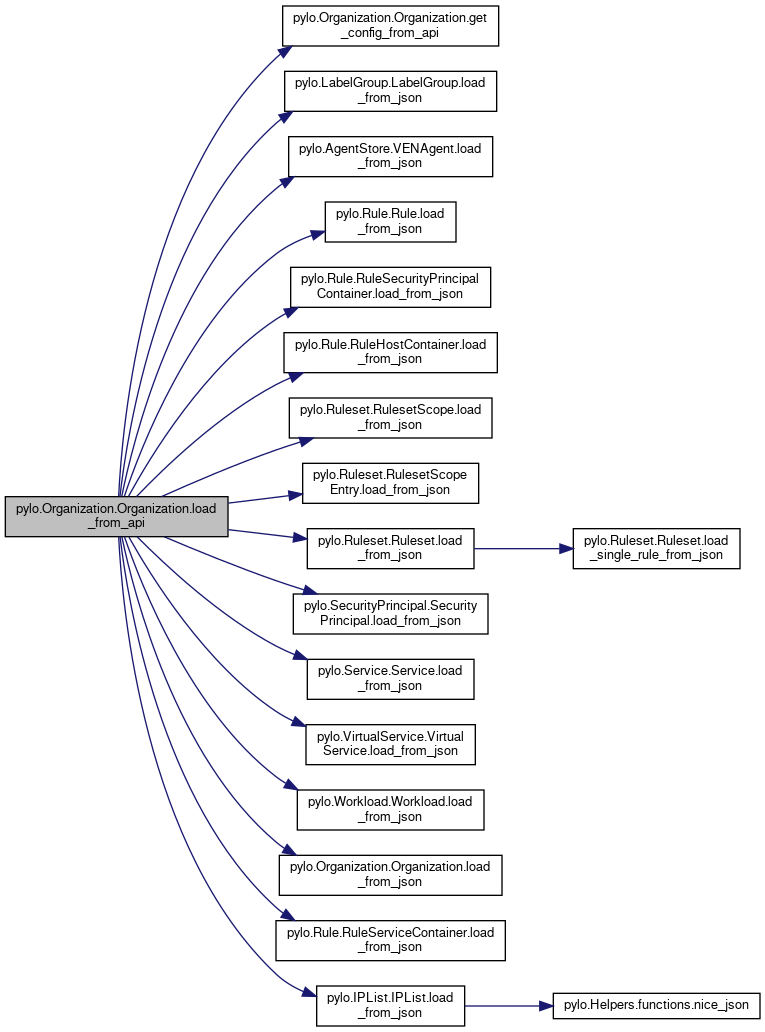 pylo.Organization.Organization.get
_config_from_api
pylo.LabelGroup.LabelGroup.load
_from_json
pylo.AgentStore.VENAgent.load
_from_json
pylo.Rule.Rule.load
_from_json
pylo.Rule.RuleSecurityPrincipal
Container.load_from_json
pylo.Rule.RuleHostContainer.load
_from_json
pylo.Ruleset.RulesetScope.load
_from_json
pylo.Ruleset.RulesetScope
Entry.load_from_json
pylo.Organization.Organization.load
_from_api
pylo.Ruleset.Ruleset.load
_from_json
pylo.Ruleset.Ruleset.load
_single_rule_from_json
pylo.SecurityPrincipal.Security
Principal.load_from_json
pylo.Service.Service.load
_from_json
pylo.VirtualService.Virtual
Service.load_from_json
pylo.Workload.Workload.load
_from_json
pylo.Organization.Organization.load
_from_json
pylo.Rule.RuleServiceContainer.load
_from_json
pylo.IPList.IPList.load
_from_json
pylo.Helpers.functions.nice_json